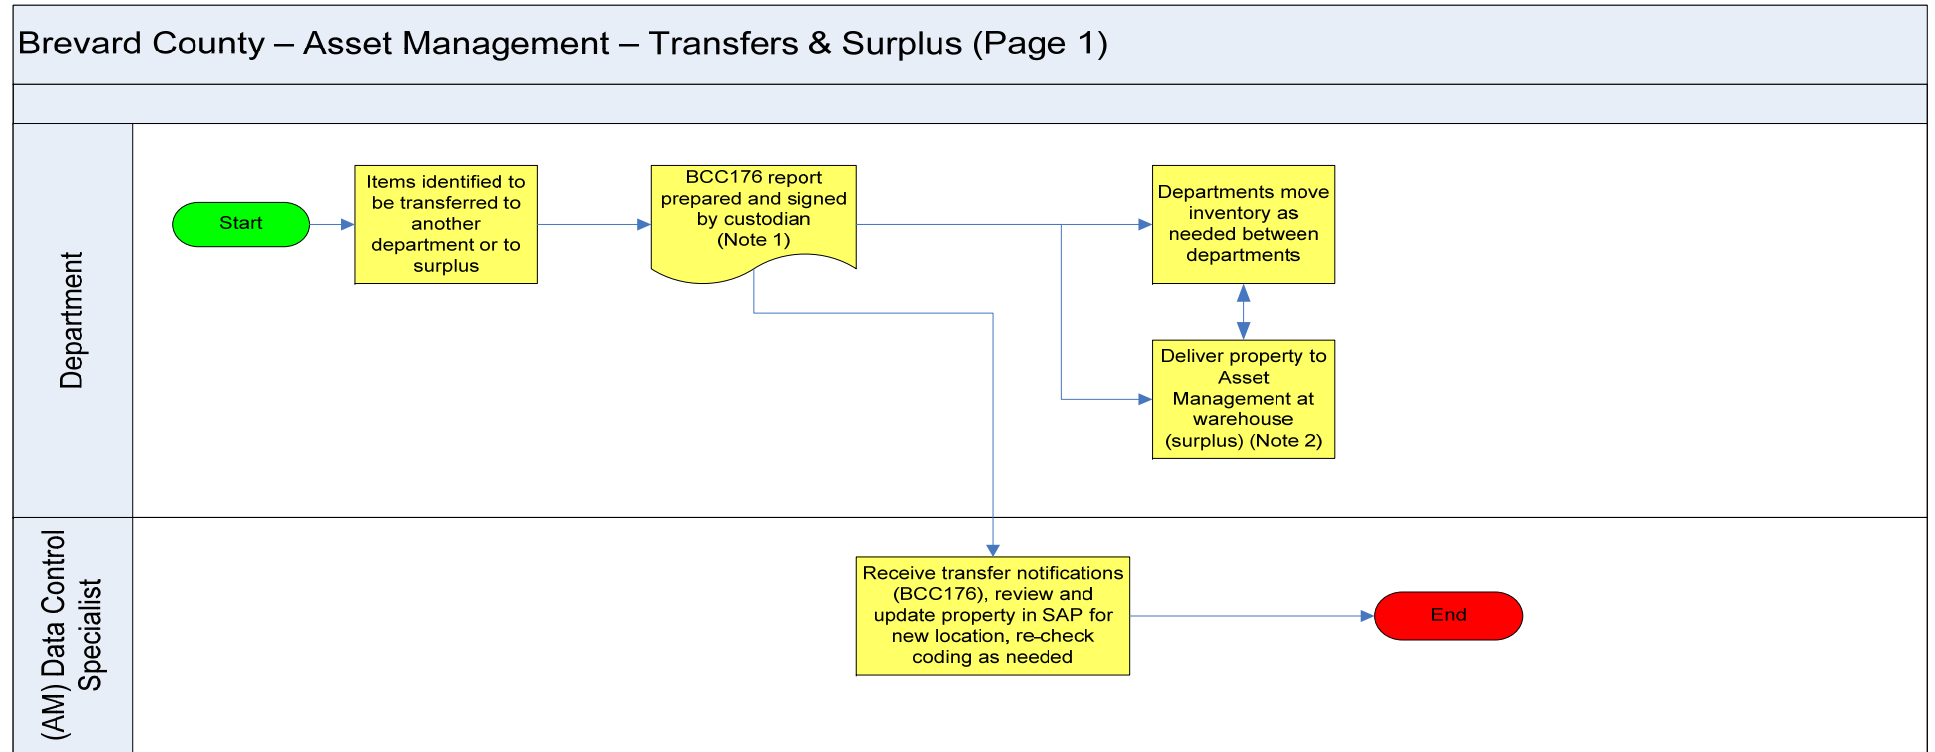 Brevard County – Asset Management – Transfers & Surplus (Page 1)
Department
Start
Items identified to
be transferred to
another
department or to
surplus
BCC176 report
prepared and signed
by custodian
(Note 1)
Departments move
inventory as
needed between
departments
Deliver property to
Asset
Management at
warehouse
(surplus) (Note 2)
(AM) Data Control
Specialist
Receive transfer notifications
(BCC176), review and
update property in SAP for
new location, re-check
coding as needed
End